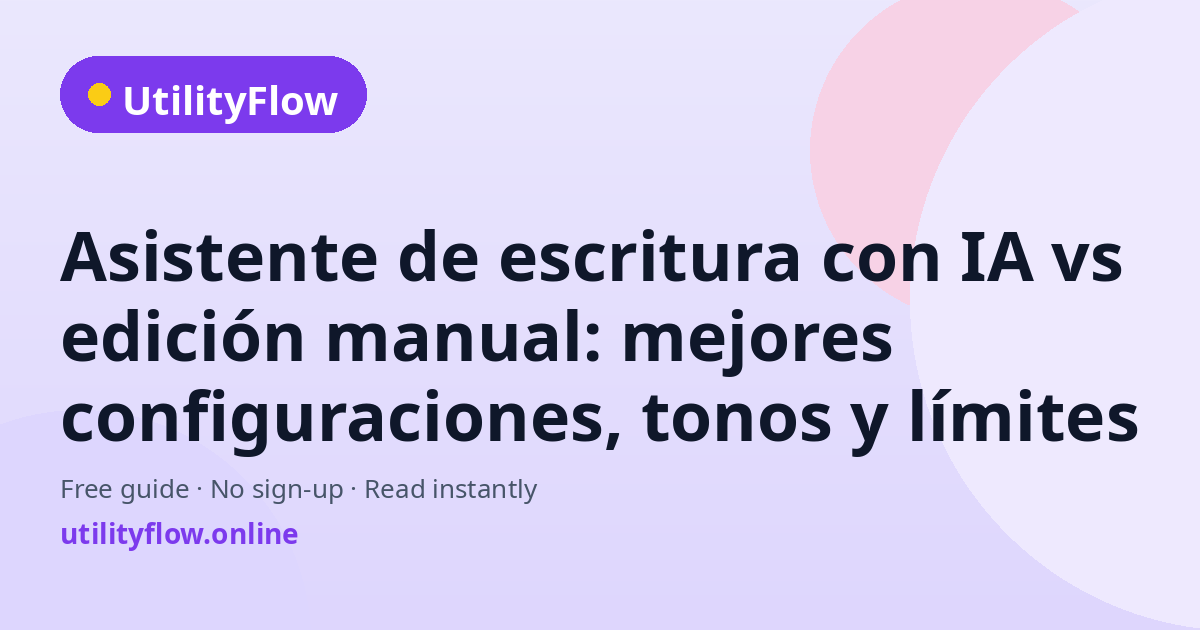 UtilityFlow
Asistente de escritura con IA vs
edición manual: mejores
configuraciones, tonos y límites
Free guide · No sign-up · Read instantly
utilityflow.online